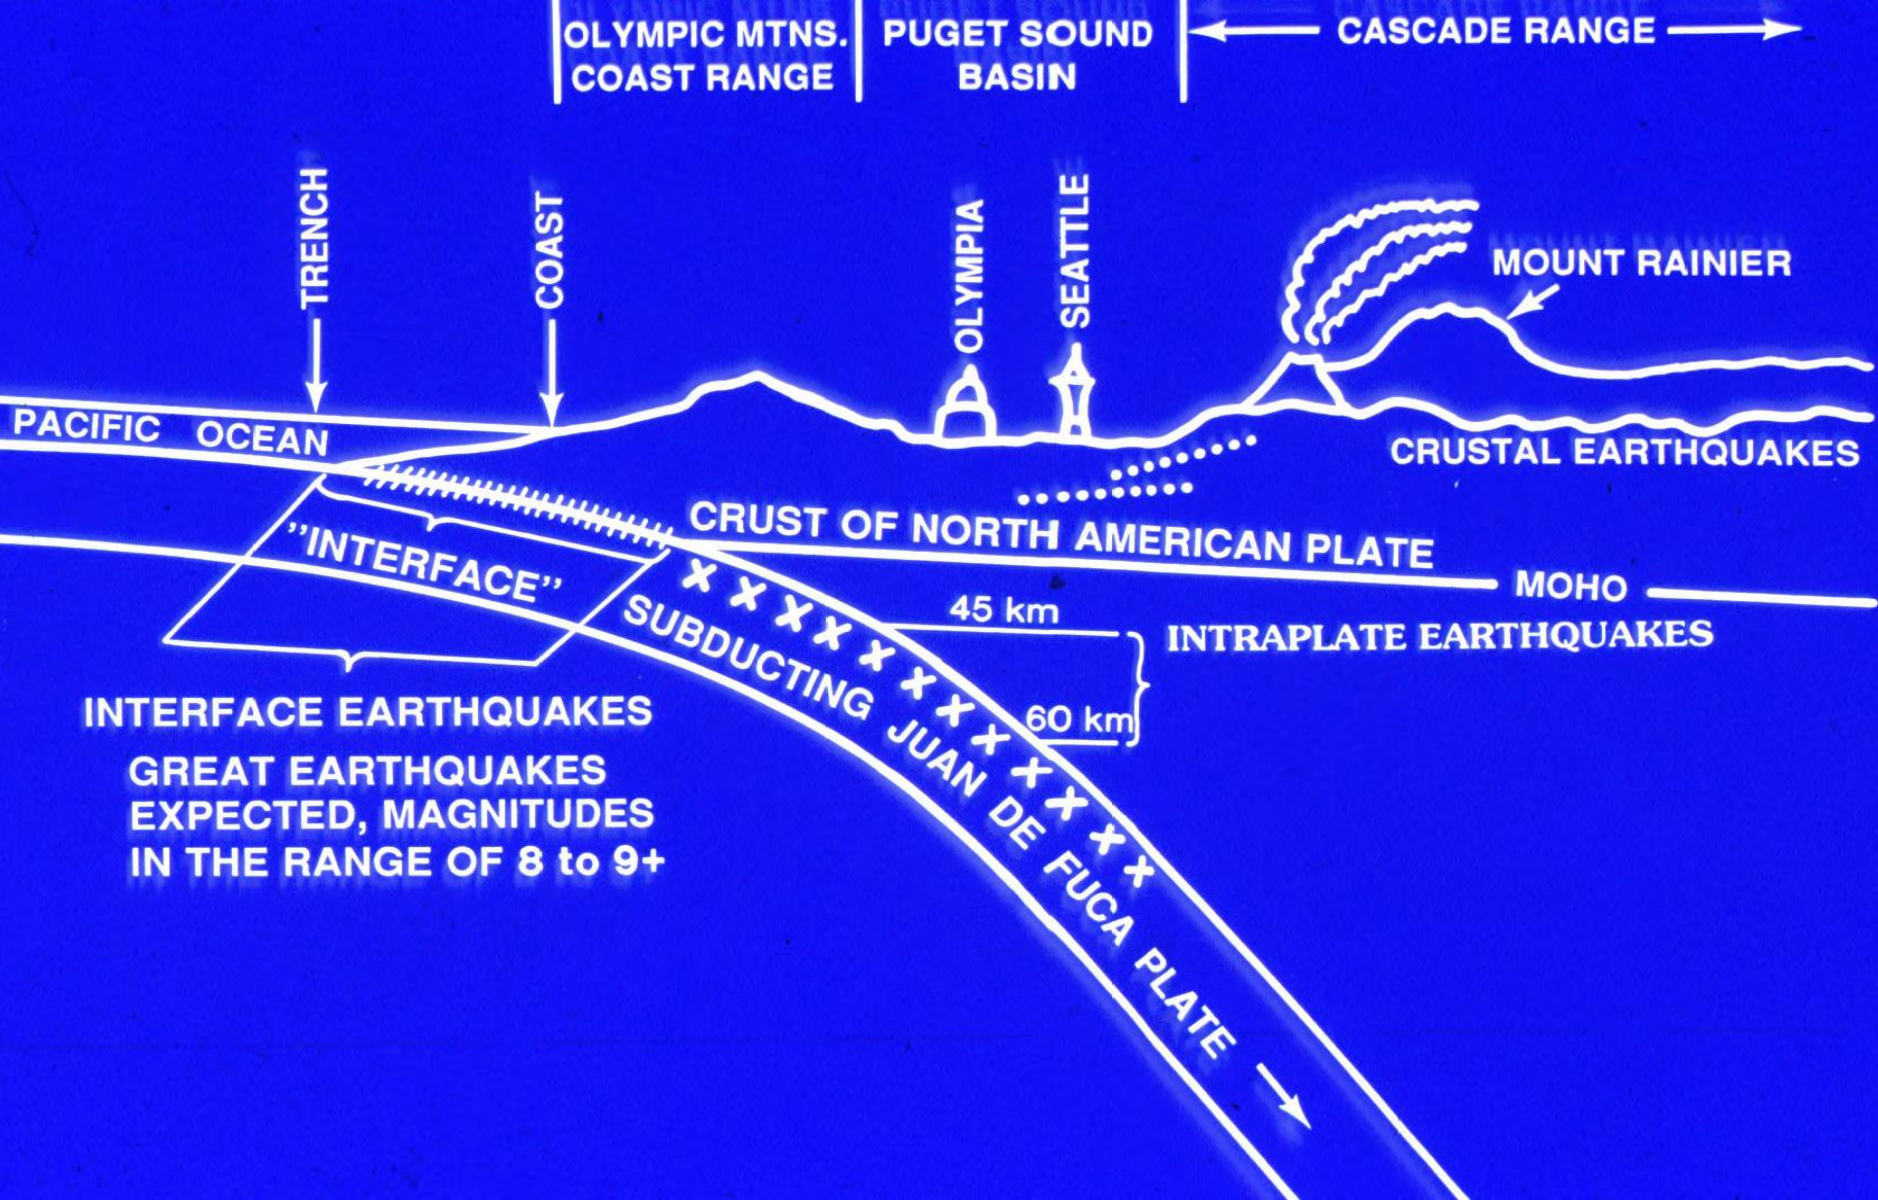 OLYMPIC MTNS.
COAST RANGE
PUGET SOUND
BASIN
CASCADE RANGE
TRENCH
COAST
OLYMPIA
SEATTLE
MOUNT RAINIER
PACIFIC OCEAN
CRUSTAL EARTHQUAKES
CRUST OF NORTH AMERICAN PLATE
MOHO
"INTERFACE"
45 km
INTRAPLATE EARTHQUAKES
60 km
SUBDUCTING JUAN DE FUCA PLATE
INTERFACE EARTHQUAKES
GREAT EARTHQUAKES
EXPECTED, MAGNITUDES
IN THE RANGE OF 8 to 9+